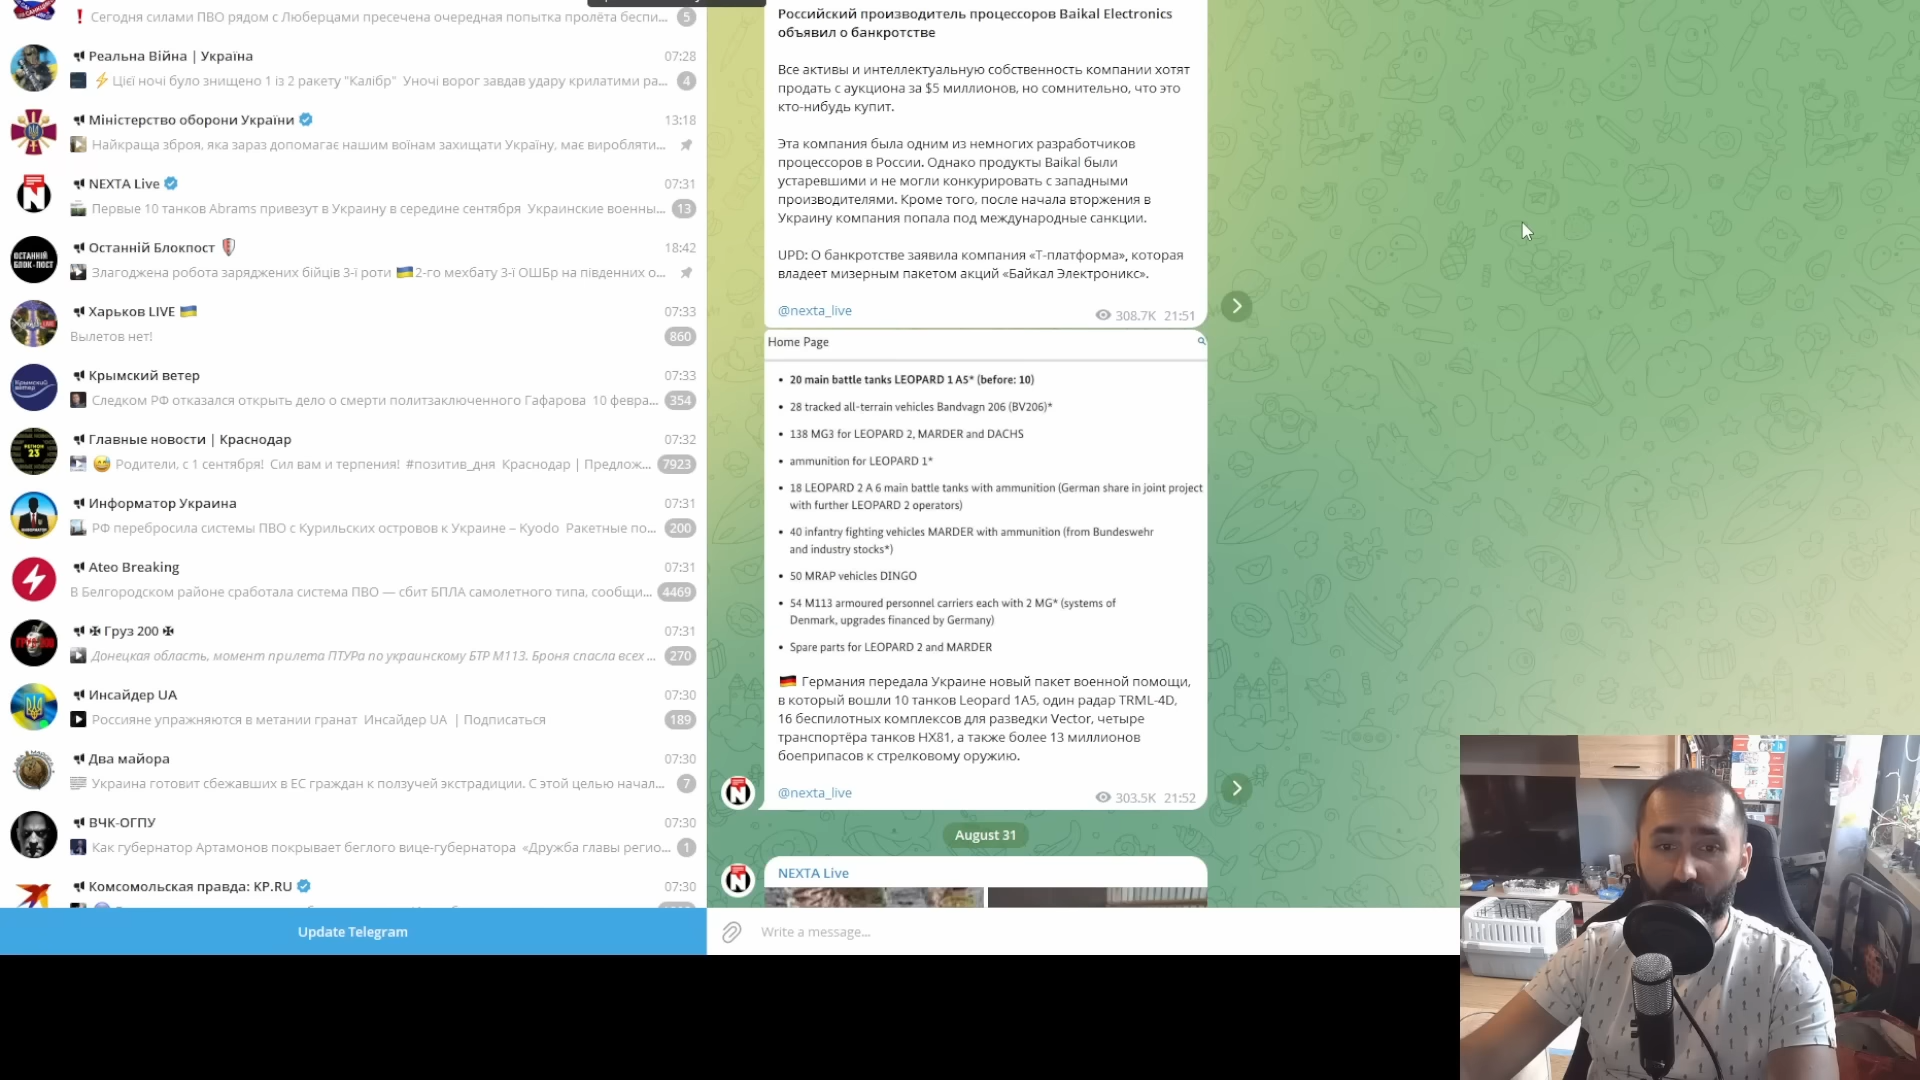 Сегодня силами ПВО рядом с Люберцами пресечена очередная попытка пролёта беспи...
5
Реальна Війна | Україна
07:28
Цієї ночі було знищено 1 із 2 ракету "Калібр" Уночі ворог завдав удару крилатими ра...
4
Міністерство оборони України
13:18
Найкраща зброя, яка зараз допомагає нашим воїнам захищати Україну, має виробляти...
NEXTA Live
07:31
Первые 10 танков Abrams привезут в Украину в середине сентября Украинские военны...
13
Останній Блокпост
18:42
ОСТАННІЙ
БЛОК-ПОСТ
Злагоджена робота заряджених бійців 3-ї роти 2-го мехбату 3-ї ОШБр на південних о...
Харьков LIVE
07:33
Вылетов нет!
860
Крымский ветер
07:33
Следком РФ отказался открыть дело о смерти политзаключенного Гафарова 10 февра...
354
Главные новости | Краснодар
07:32
Родители, с 1 сентября! Сил вам и терпения! #позитив_дня Краснодар | Предлож...
7923
Информатор Украина
07:31
РФ перебросила системы ПВО с Курильских островов к Украине – Kyodo Ракетные по...
200
Ateo Breaking
07:31
В Белгородском районе сработала система ПВО — сбит БПЛА самолетного типа, сообщи...
4469
✠ Груз 200 ✠
07:31
Донецкая область, момент прилета ПТУРа по украинскому БТР М113. Броня спасла всех ...
270
Инсайдер UA
07:30
Россияне упражняются в метании гранат Инсайдер UA | Подписаться
189
Два майора
07:30
Украина готовит сбежавших в ЕС граждан к ползучей экстрадиции. С этой целью начал...
7
ВЧК-ОГПУ
07:30
Как губернатор Артамонов покрывает беглого вице-губернатора «Дружба главы регио...
1
Комсомольская правда: KP.RU
07:30
Update Telegram
Российский производитель процессоров Baikal Electronics
объявил о банкротстве
Все активы и интеллектуальную собственность компании хотят
продать с аукциона за $5 миллионов, но сомнительно, что это
кто-нибудь купит.
Эта компания была одним из немногих разработчиков
процессоров в России. Однако продукты Baikal были
устаревшими и не могли конкурировать с западными
производителями. Кроме того, после начала вторжения в
Украину компания попала под международные санкции.
UPD: О банкротстве заявила компания «Т-платформа», которая
владеет мизерным пакетом акций «Байкал Электроникс».
@nexta_live
308.7K 21:51
Home Page
• 20 main battle tanks LEOPARD 1 A5* (before: 10)
• 28 tracked all-terrain vehicles Bandvagn 206 (BV206)*
• 138 MG3 for LEOPARD 2, MARDER and DACHS
• ammunition for LEOPARD 1*
• 18 LEOPARD 2 A 6 main battle tanks with ammunition (German share in joint project
with further LEOPARD 2 operators)
• 40 infantry fighting vehicles MARDER with ammunition (from Bundeswehr
and industry stocks*)
• 50 MRAP vehicles DINGO
• 54 M113 armoured personnel carriers each with 2 MG* (systems of
Denmark, upgrades financed by Germany)
• Spare parts for LEOPARD 2 and MARDER
Германия передала Украине новый пакет военной помощи,
в который вошли 10 танков Leopard 1A5, один радар TRML-4D,
16 беспилотных комплексов для разведки Vector, четыре
транспортёра танков HX81, а также более 13 миллионов
боеприпасов к стрелковому оружию.
@nexta_live
303.5K 21:52
August 31
NEXTA Live
Write a message...